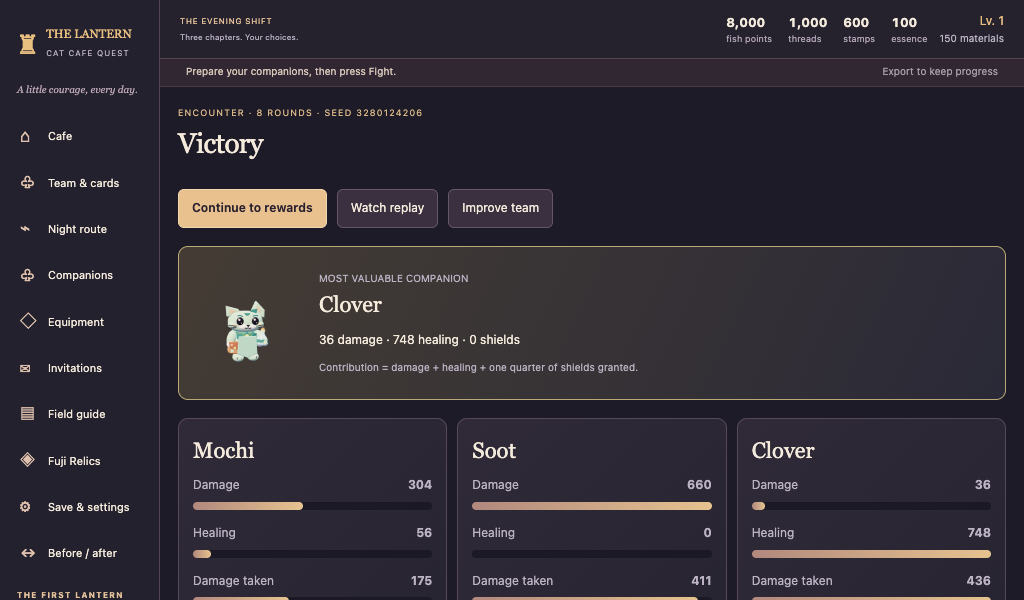 THE LANTERN
CAT CAFE QUEST
A little courage, every day.
Cafe
Team & cards
Night route
Companions
Equipment
Invitations
Field guide
Fuji Relics
Save & settings
Before / after
THE FIRST LANTERN
THE EVENING SHIFT
Three chapters. Your choices.
8,000 fish points
1,000 threads
600 stamps
100 essence
Lv. 1
150 materials
Prepare your companions, then press Fight.
Export to keep progress
ENCOUNTER · 8 ROUNDS · SEED 3280124206
Victory
Continue to rewards
Watch replay
Improve team
MOST VALUABLE COMPANION
Clover
36 damage · 748 healing · 0 shields
Contribution = damage + healing + one quarter of shields granted.
Mochi
Damage 304
Healing 56
Damage taken 175
Soot
Damage 660
Healing 0
Damage taken 411
Clover
Damage 36
Healing 748
Damage taken 436